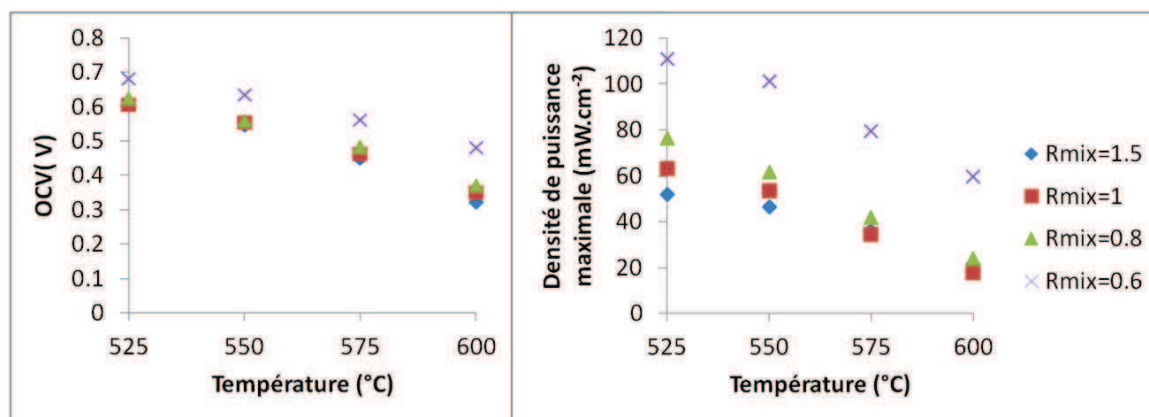 0.8
0.7
0.6
0.5
0.4
0.3
0.2
0.1
0
OCV( V)
525 550 575 600
Température (°C)
120
100
80
60
40
20
0
Densité de puissance
maximale (mW.cm⁻²)
525 550 575 600
Température (°C)
Rmix=1.5
Rmix=1
Rmix=0.8
Rmix=0.6